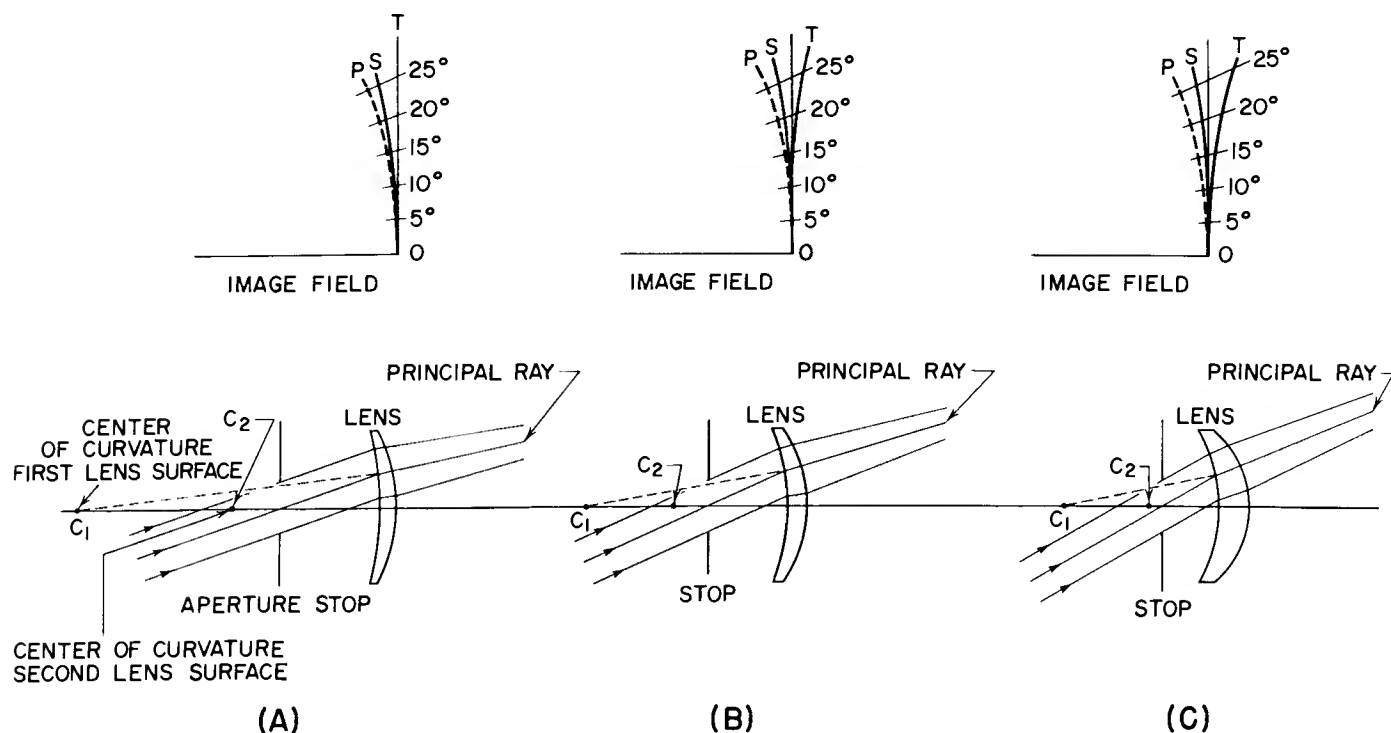 T
P S
25°
20°
15°
10°
5°
0
IMAGE FIELD
P S T
25°
20°
15°
10°
5°
0
IMAGE FIELD
P S T
25°
20°
15°
10°
5°
0
IMAGE FIELD
PRINCIPAL RAY
CENTER
OF CURVATURE
FIRST LENS SURFACE
C2
LENS
C1
APERTURE STOP
CENTER OF CURVATURE
SECOND LENS SURFACE
(A)
PRINCIPAL RAY
LENS
C2
C1
STOP
(B)
PRINCIPAL RAY
LENS
C2
C1
STOP
(C)